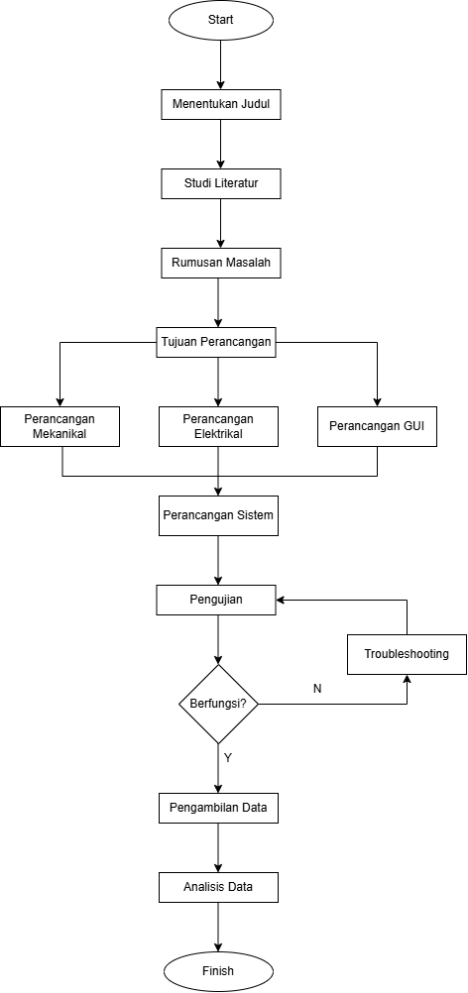 Start
Menentukan Judul
Studi Literatur
Rumusan Masalah
Tujuan Perancangan
Perancangan
Mekanikal
Perancangan
Elektrikal
Perancangan GUI
Perancangan Sistem
Pengujian
Troubleshooting
Berfungsi?
N
Y
Pengambilan Data
Analisis Data
Finish